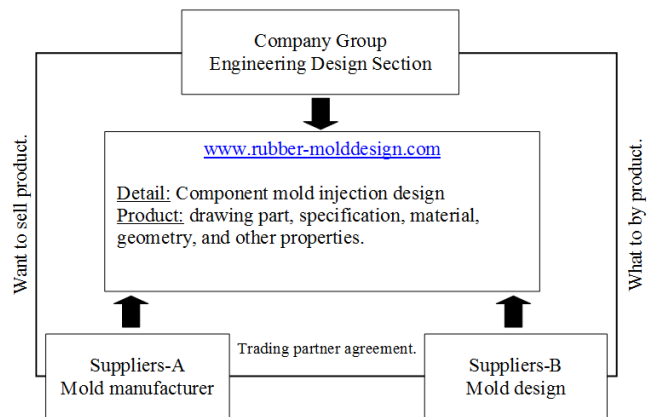 Company Group
Engineering Design Section
Want to sell product.
What to by product.
www.rubber-molddesign.com
Detail: Component mold injection design
Product: drawing part, specification, material,
geometry, and other properties.
Suppliers-A
Mold manufacturer
Trading partner agreement.
Suppliers-B
Mold design